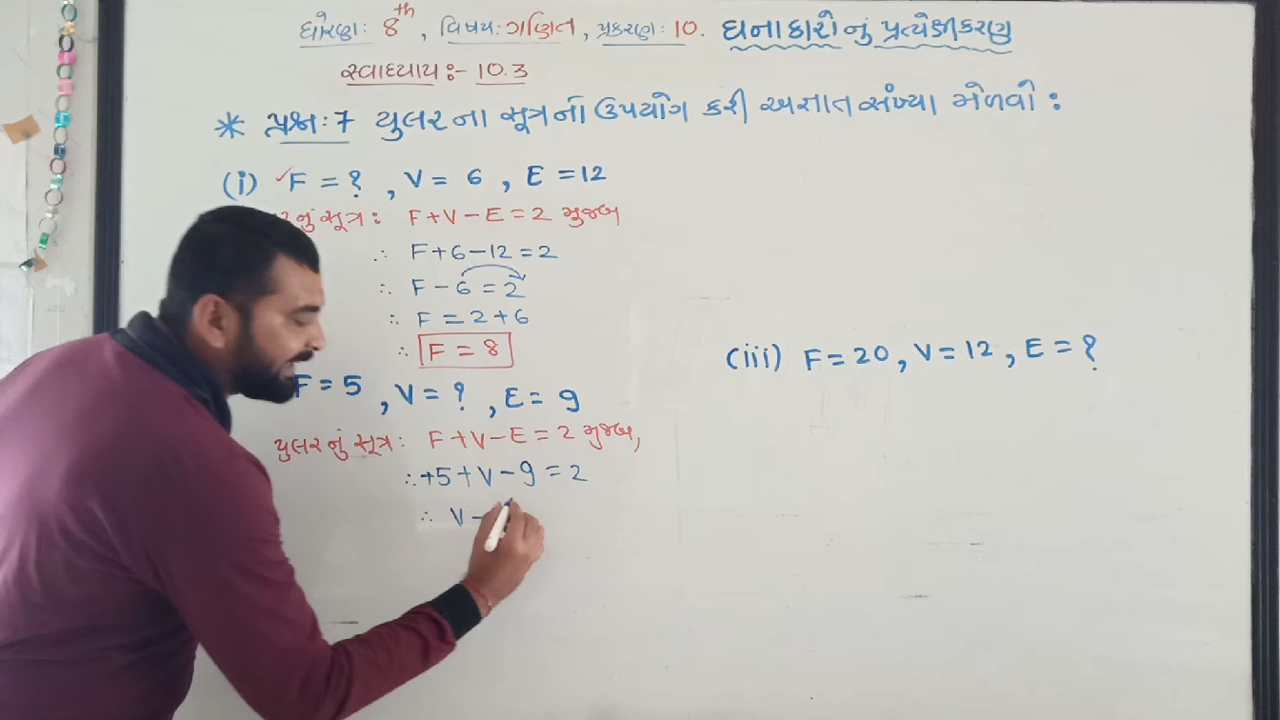 ધોરણ: 8th, વિષય: ગણિત, પ્રકરણ: 10. ઘનાકારોનું પ્રત્યેક્ષીકરણ
સ્વાધ્યાય:- 10.3
* પ્રશ્ન: 7 યુલરના સૂત્રનો ઉપયોગ કરી અજ્ઞાત સંખ્યા મેળવો :
(i) ✓F = ?, V = 6, E = 12
નું સૂત્ર: F+V-E=2 મુજબ
∴ F+6-12=2
∴ F-6=2
∴ F=2+6
∴ F=8
F=5, V=?, E=9
યુલરનું સૂત્ર: F+V-E=2 મુજબ,
∴ +5+V-9=2
∴ V-
(iii) F=20, V=12, E=?